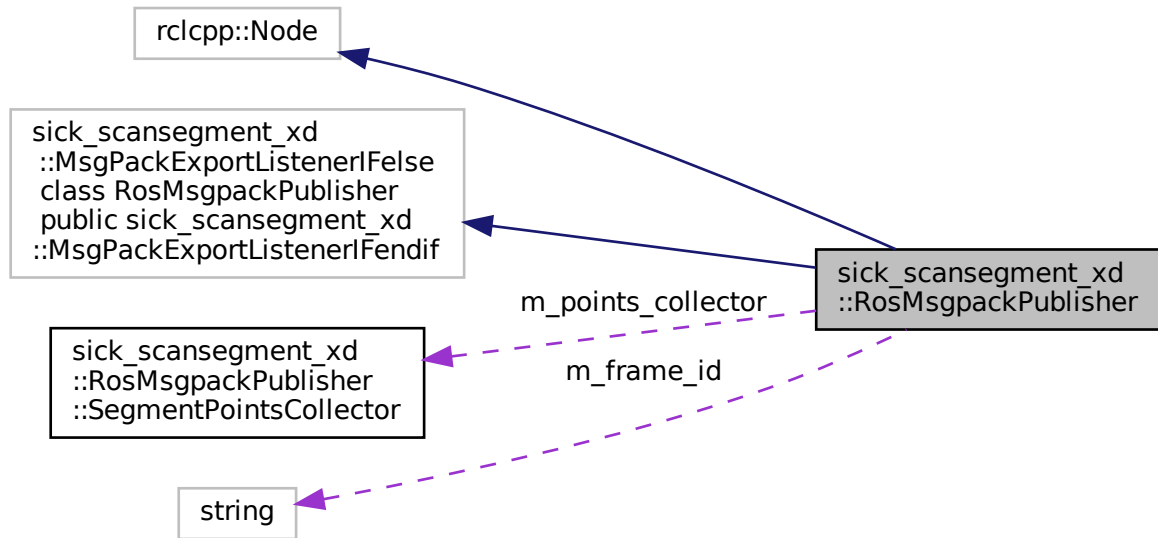 rclcpp::Node
sick_scansegment_xd
::MsgPackExportListenerIFelse
class RosMsgpackPublisher
public sick_scansegment_xd
::MsgPackExportListenerIFendif
sick_scansegment_xd
::RosMsgpackPublisher
m_points_collector
sick_scansegment_xd
::RosMsgpackPublisher
::SegmentPointsCollector
m_frame_id
string